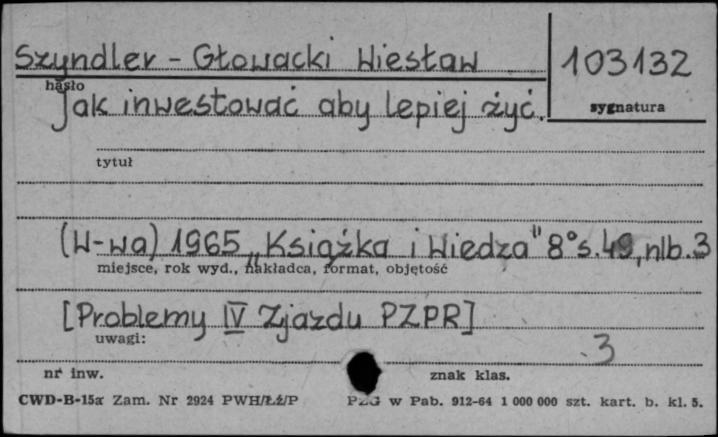 Szyndler - Głowacki Wiesław 103132
hasło
Jak inwestować aby lepiej żyć. sygnatura
tytuł
(W-wa) 1965 „Książka i Wiedza" 8° s. 49, nlb. 3
miejsce, rok wyd., nakładca, format, objętość
[Problemy IV Zjazdu PZPR]
uwagi:
3
nr inw. znak klas.
CWD-B-15a Zam. Nr 2924 PWH/Łź/P PZG w Pab. 912-64 1 000 000 szt. kart. b. kl. 5.